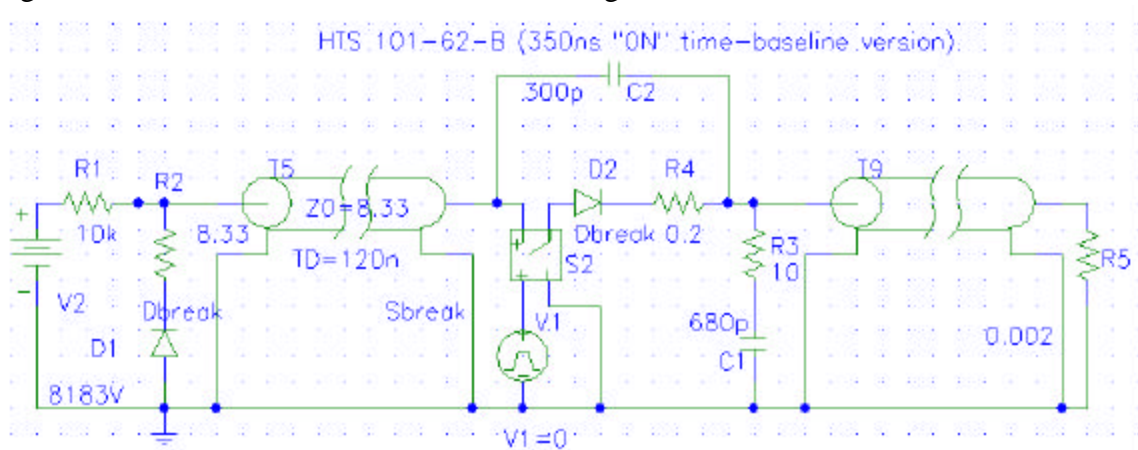 HTS 101-62-B (350ns "ON" time-baseline version)
300p C2
R1 R2 T5 D2 R4 T9
+
10k 8.33 Z0=8.33 Dbreak 0.2
TD=120n S2 R3 R5
10
-
V2 Dbreak Sbreak V1 680p
D1 C1 0.002
8183V
V1=0